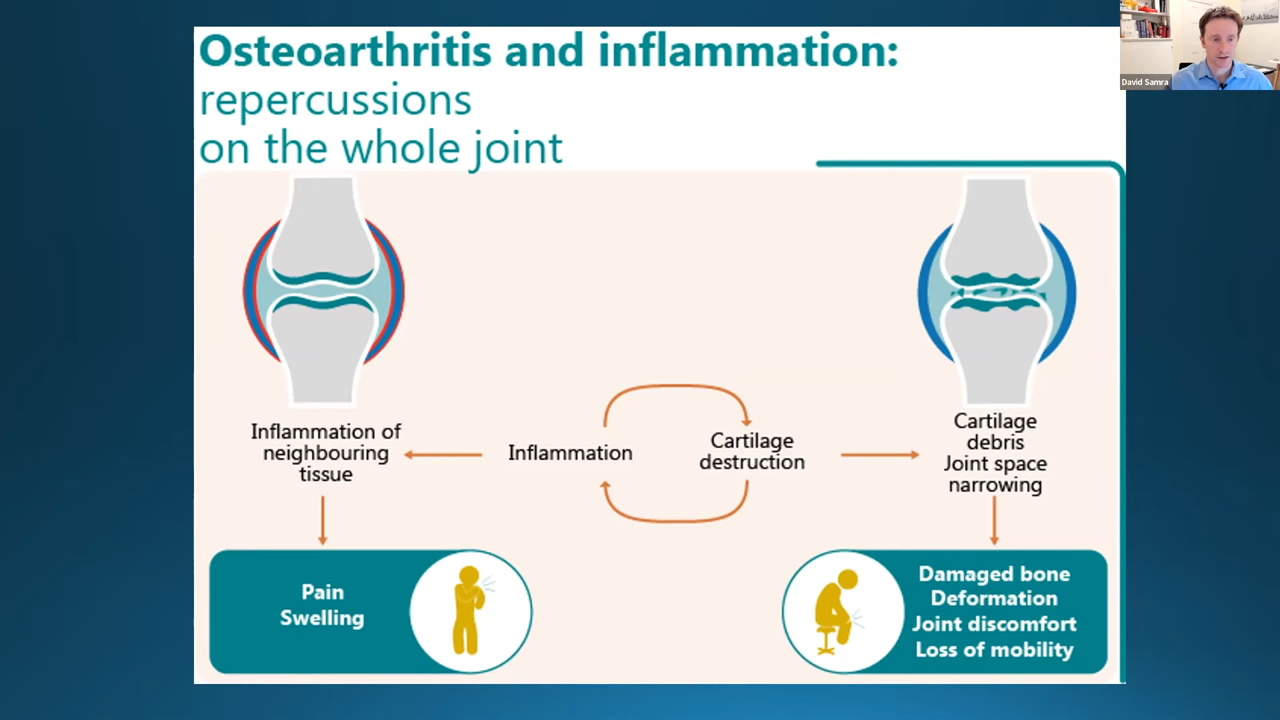 Osteoarthritis and inflammation:
repercussions
on the whole joint
David Samra
Inflammation of
neighbouring
tissue
Inflammation
Cartilage
destruction
Cartilage
debris
Joint space
narrowing
Pain
Swelling
Damaged bone
Deformation
Joint discomfort
Loss of mobility